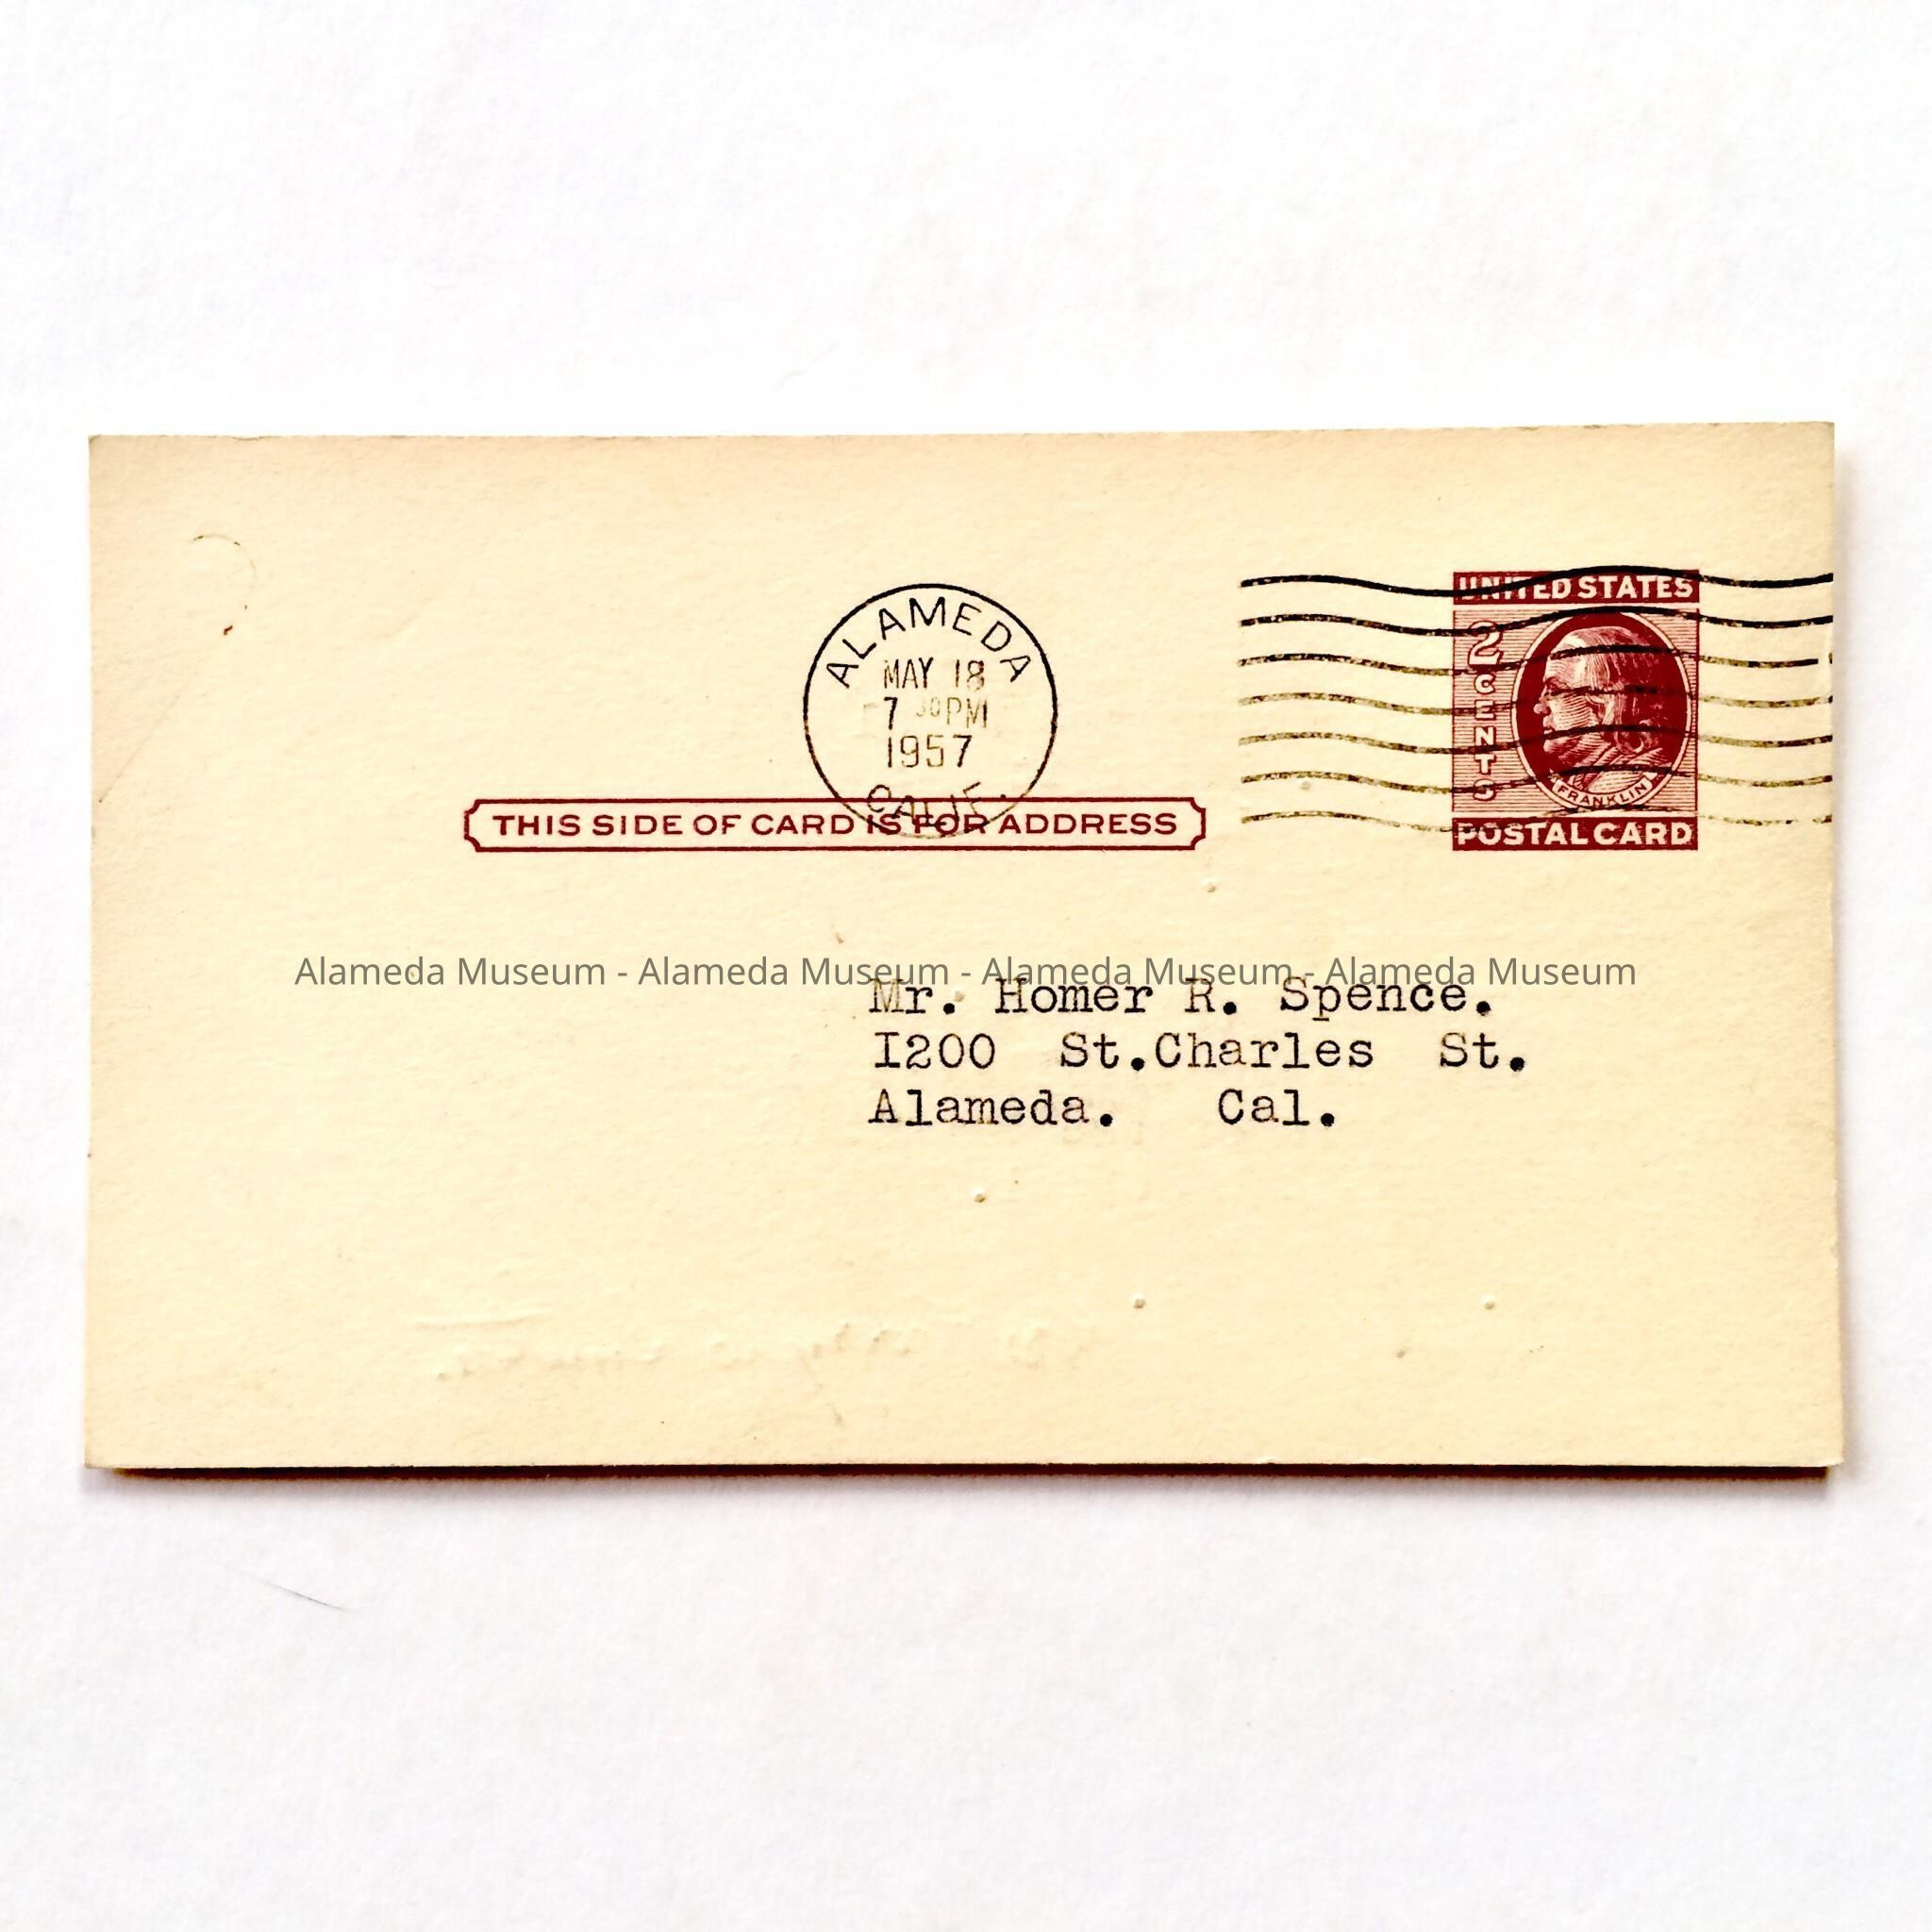 ALAMEDA
MAY 18
7 30PM
1957
CALIF.
UNITED STATES
2 CENTS
FRANKLIN
POSTAL CARD
THIS SIDE OF CARD IS FOR ADDRESS
Alameda Museum - Alameda Museum - Alameda Museum - Alameda Museum
Mr. Homer R. Spence.
I200 St.Charles St.
Alameda. Cal.